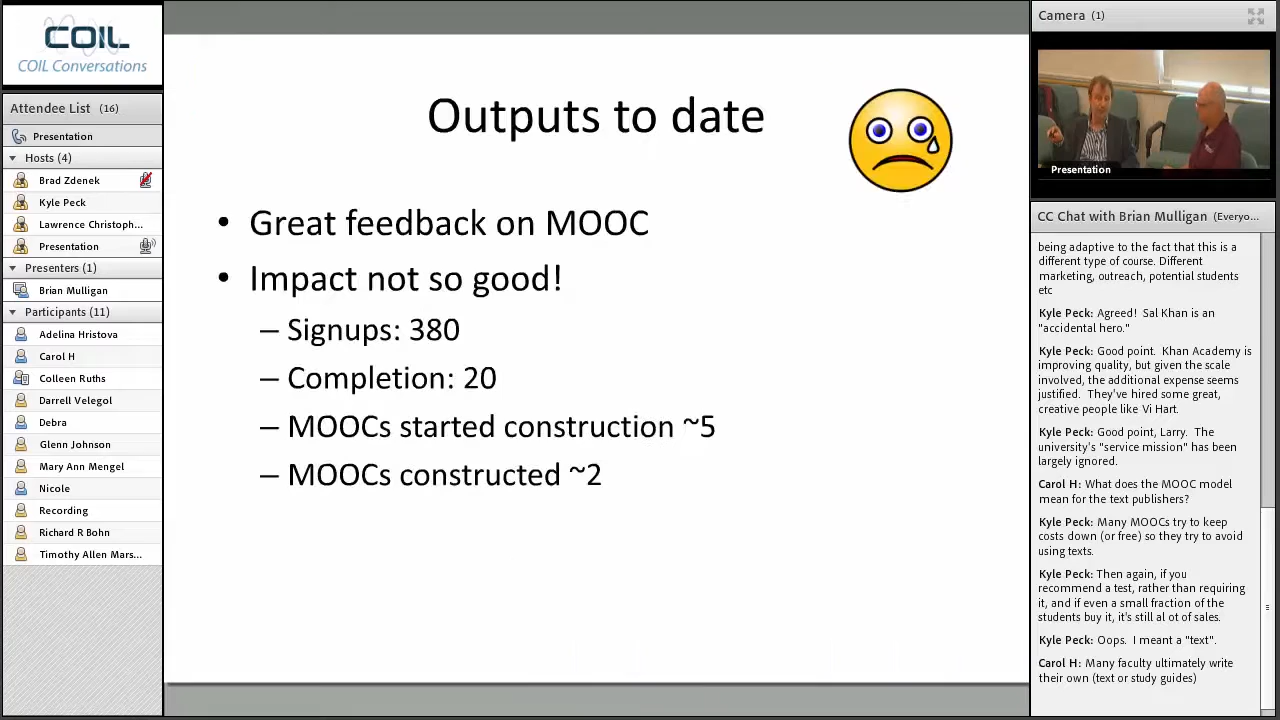 COIL
COIL Conversations
Attendee List (16)
Presentation
Hosts (4)
Brad Zdenek
Kyle Peck
Lawrence Christoph...
Presentation
Presenters (1)
Brian Mulligan
Participants (11)
Adelina Hristova
Carol H
Colleen Ruths
Darrell Velegol
Debra
Glenn Johnson
Mary Ann Mengel
Nicole
Recording
Richard R Bohn
Timothy Allen Mars...
Outputs to date
• Great feedback on MOOC
• Impact not so good!
– Signups: 380
– Completion: 20
– MOOCs started construction ~5
– MOOCs constructed ~2
Camera (1)
Presentation
CC Chat with Brian Mulligan (Everyo...
being adaptive to the fact that this is a
different type of course. Different
marketing, outreach, potential students
etc
Kyle Peck: Agreed! Sal Khan is an
"accidental hero."
Kyle Peck: Good point. Khan Academy is
improving quality, but given the scale
involved, the additional expense seems
justified. They've hired some great,
creative people like Vi Hart.
Kyle Peck: Good point, Larry. The
university's "service mission" has been
largely ignored.
Carol H: What does the MOOC model
mean for the text publishers?
Kyle Peck: Many MOOCs try to keep
costs down (or free) so they try to avoid
using texts.
Kyle Peck: Then again, if you
recommend a test, rather than requiring
it, and if even a small fraction of the
students buy it, it's still al ot of sales.
Kyle Peck: Oops. I meant a "text".
Carol H: Many faculty ultimately write
their own (text or study guides)